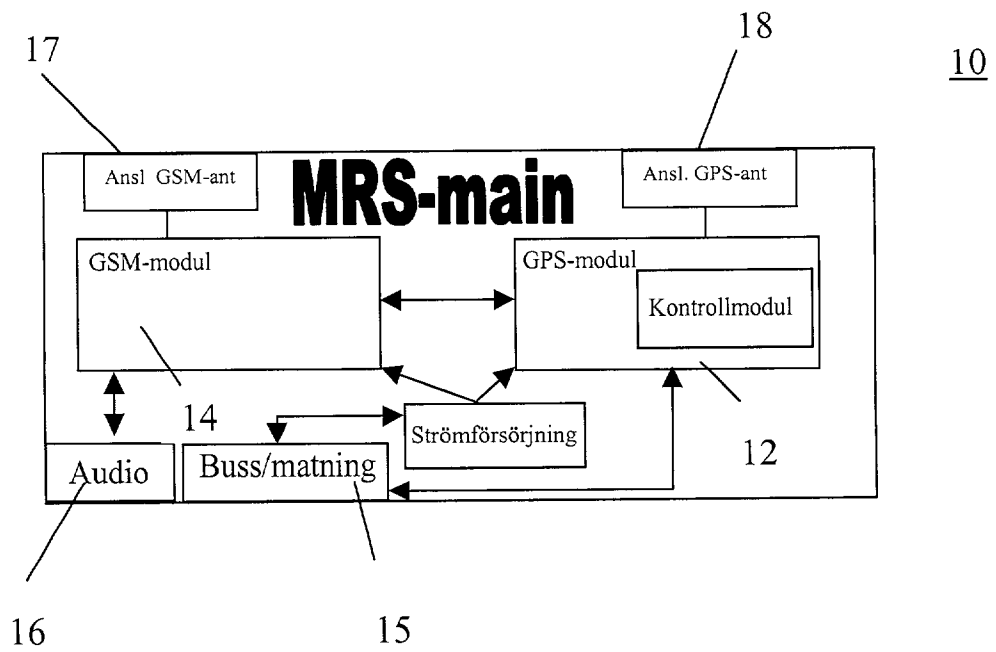 18
17
10
Ansl GSM-ant
MRS-main
Ansl. GPS-ant
GSM-modul
GPS-modul
Kontrollmodul
14
Strömförsörjning
12
Audio
Buss/matning
16
15